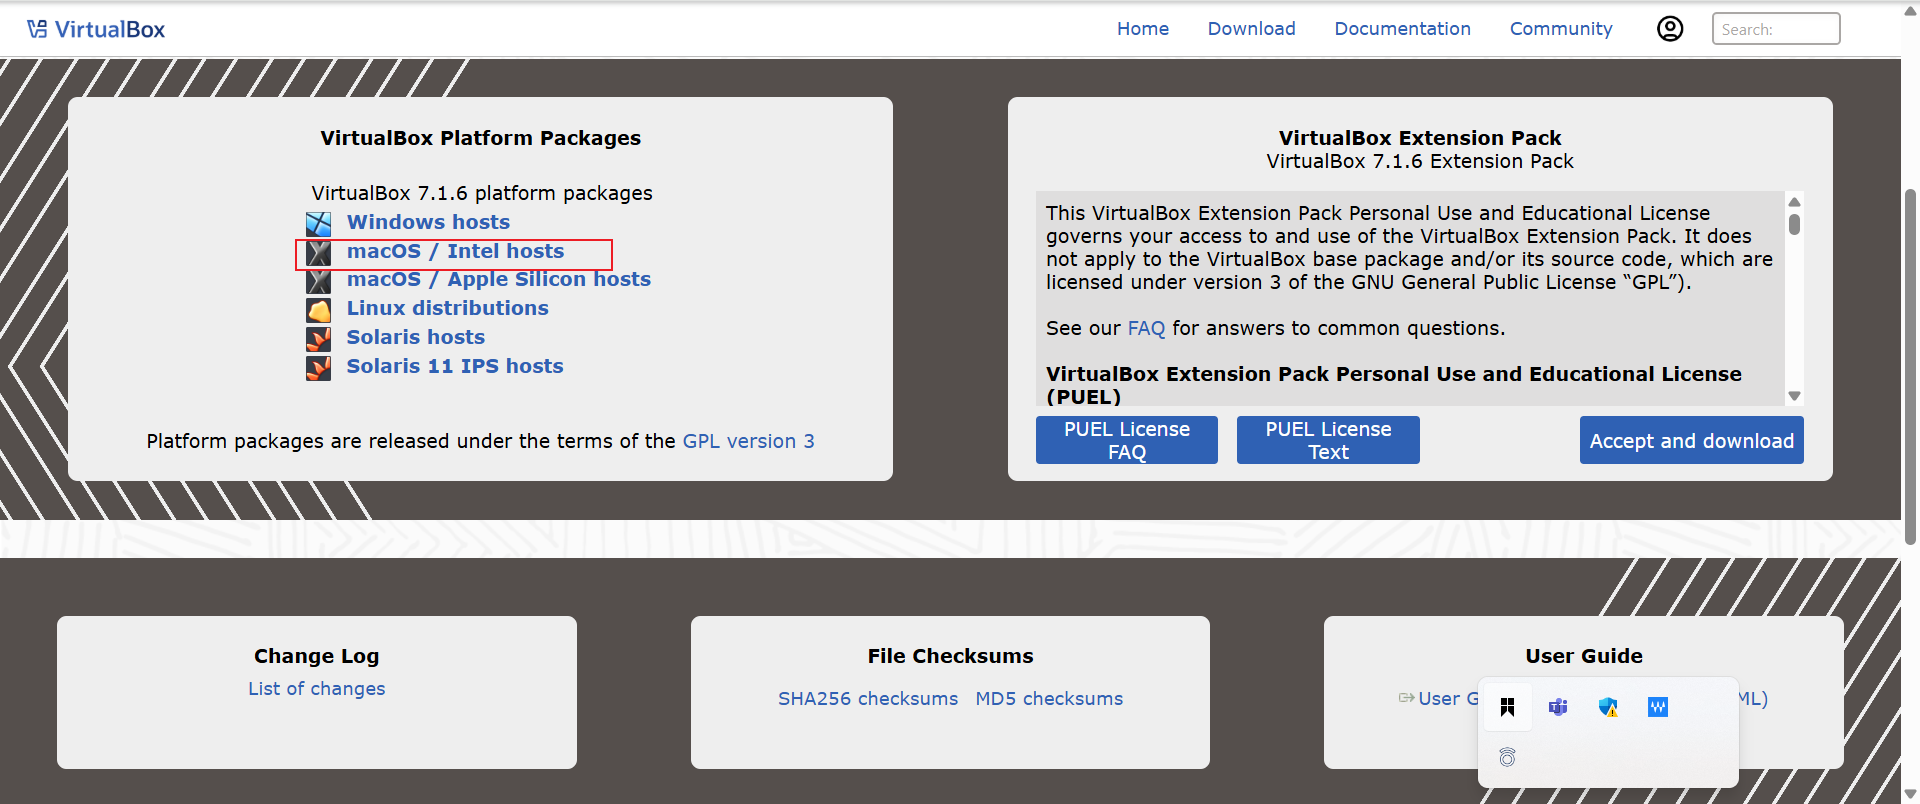 VirtualBox
Home Download Documentation Community Search:
VirtualBox Platform Packages
VirtualBox 7.1.6 platform packages
Windows hosts
macOS / Intel hosts
macOS / Apple Silicon hosts
Linux distributions
Solaris hosts
Solaris 11 IPS hosts
Platform packages are released under the terms of the GPL version 3
VirtualBox Extension Pack
VirtualBox 7.1.6 Extension Pack
This VirtualBox Extension Pack Personal Use and Educational License
governs your access to and use of the VirtualBox Extension Pack. It does
not apply to the VirtualBox base package and/or its source code, which are
licensed under version 3 of the GNU General Public License “GPL”).
See our FAQ for answers to common questions.
VirtualBox Extension Pack Personal Use and Educational License
(PUEL)
PUEL License
FAQ
PUEL License
Text
Accept and download
Change Log
List of changes
File Checksums
SHA256 checksums MD5 checksums
User Guide
User G ML)